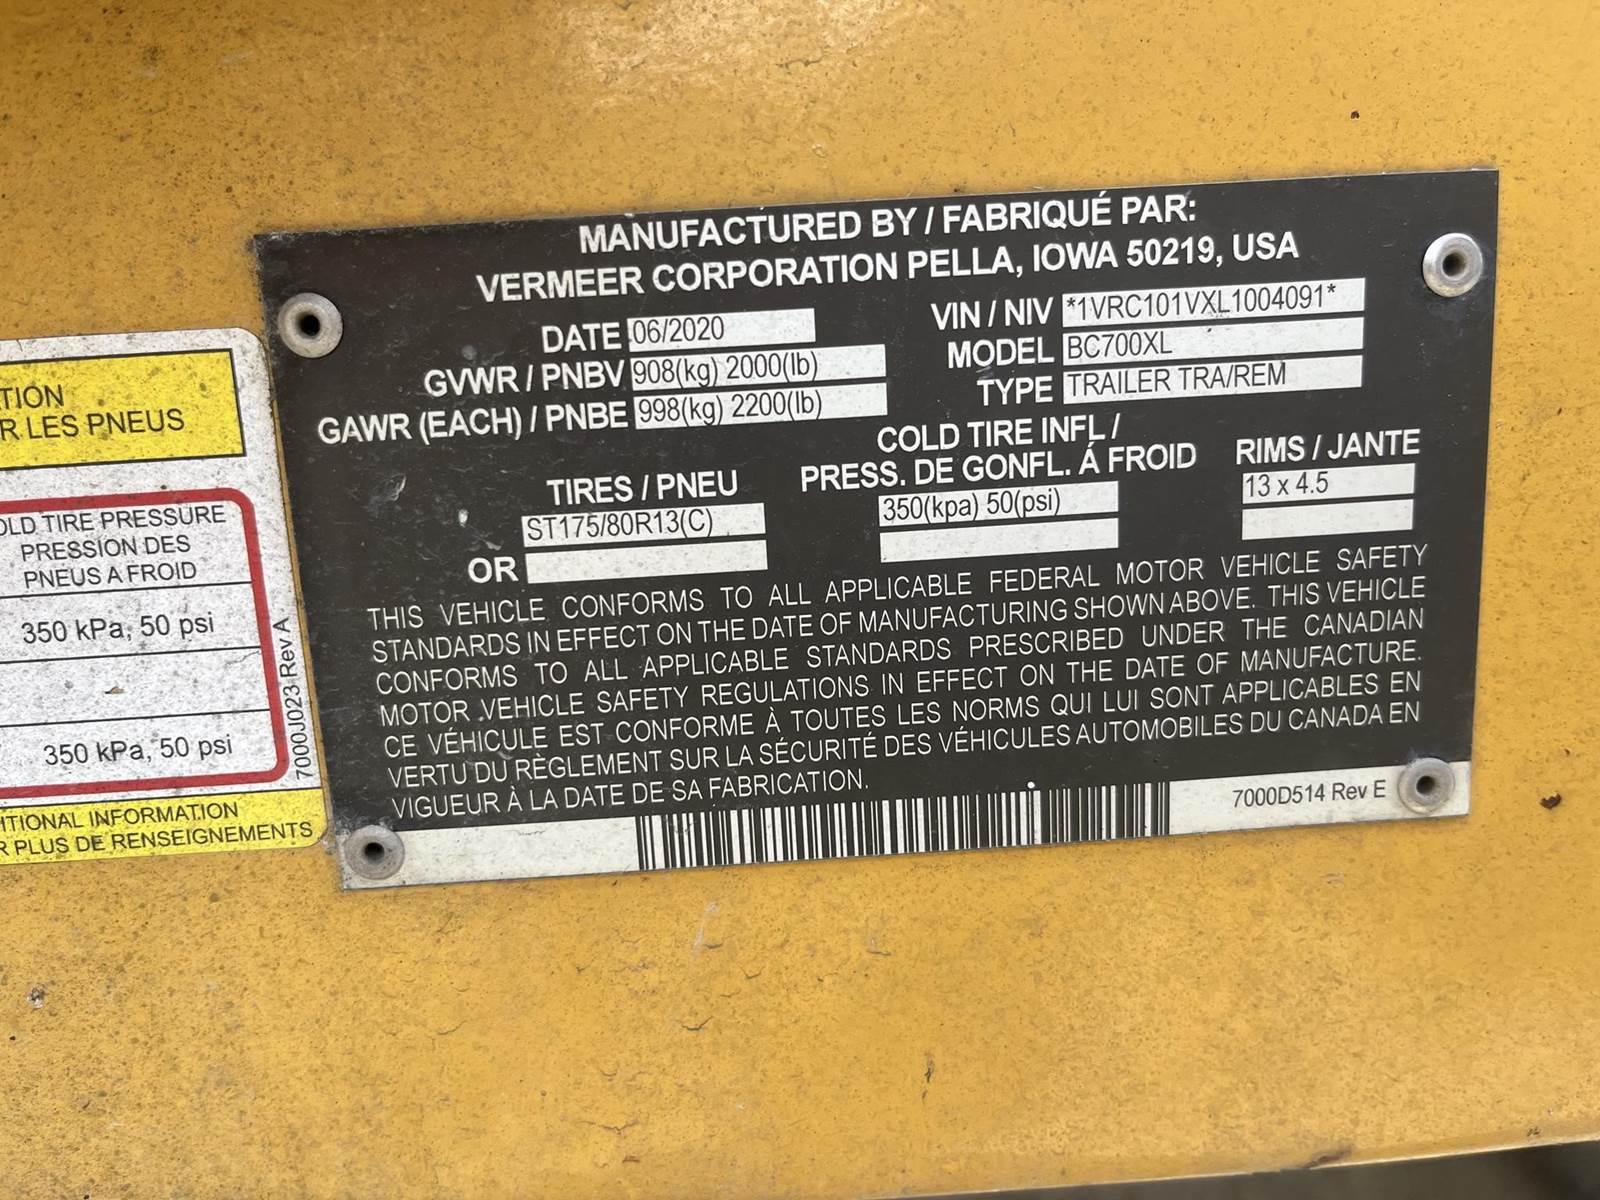 MANUFACTURED BY / FABRIQUÉ PAR:
VERMEER CORPORATION PELLA, IOWA 50219, USA
DATE 06/2020
GVWR / PNBV 908(kg) 2000(lb)
GAWR (EACH) / PNBE 998(kg) 2200(lb)
VIN / NIV *1VRC101VXL1004091*
MODEL BC700XL
TYPE TRAILER TRA/REM
TIRES / PNEU
ST175/80R13(C)
OR
COLD TIRE INFL /
PRESS. DE GONFL. Á FROID
350(kpa) 50(psi)
RIMS / JANTE
13 x 4.5
THIS VEHICLE CONFORMS TO ALL APPLICABLE FEDERAL MOTOR VEHICLE SAFETY
STANDARDS IN EFFECT ON THE DATE OF MANUFACTURING SHOWN ABOVE. THIS VEHICLE
CONFORMS TO ALL APPLICABLE STANDARDS PRESCRIBED UNDER THE CANADIAN
MOTOR VEHICLE SAFETY REGULATIONS IN EFFECT ON THE DATE OF MANUFACTURE.
CE VÉHICULE EST CONFORME À TOUTES LES NORMS QUI LUI SONT APPLICABLES EN
VERTU DU RÈGLEMENT SUR LA SÉCURITÉ DES VÉHICULES AUTOMOBILES DU CANADA EN
VIGUEUR À LA DATE DE SA FABRICATION.
7000D514 Rev E
TION
R LES PNEUS
OLD TIRE PRESSURE
PRESSION DES
PNEUS A FROID
350 kPa, 50 psi
350 kPa, 50 psi
7000J023 Rev A
ITIONAL INFORMATION
R PLUS DE RENSEIGNEMENTS